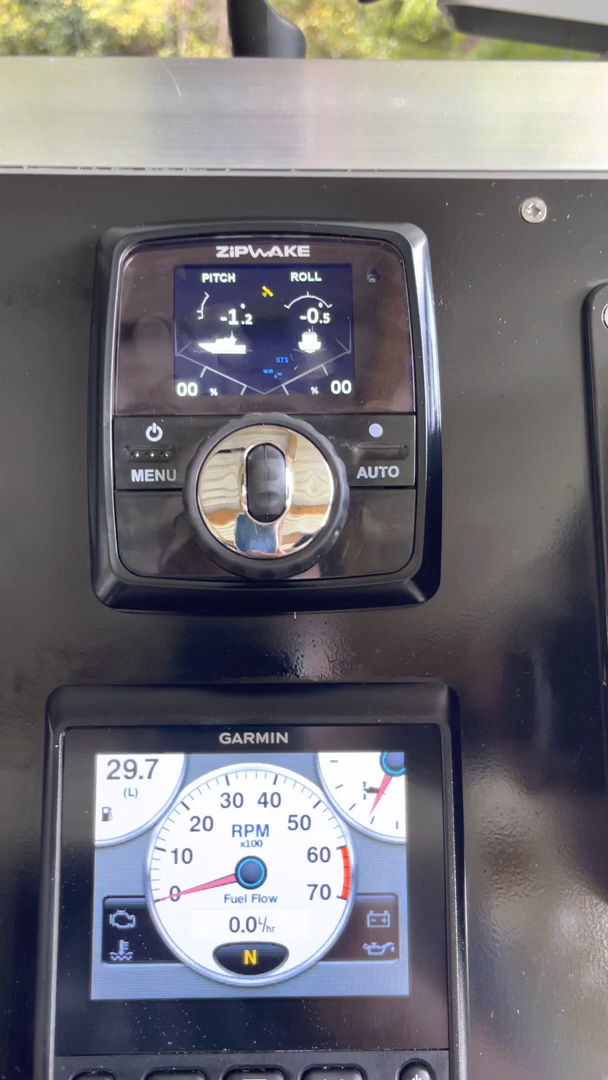 ZIPWAKE
PITCH ROLL
-1.2° -0.5°
KTS
00 % % 00
MENU AUTO
GARMIN
29.7
(L)
0 10 20 30 40 50 60 70
RPM
x100
Fuel Flow
0.0 L/hr
N